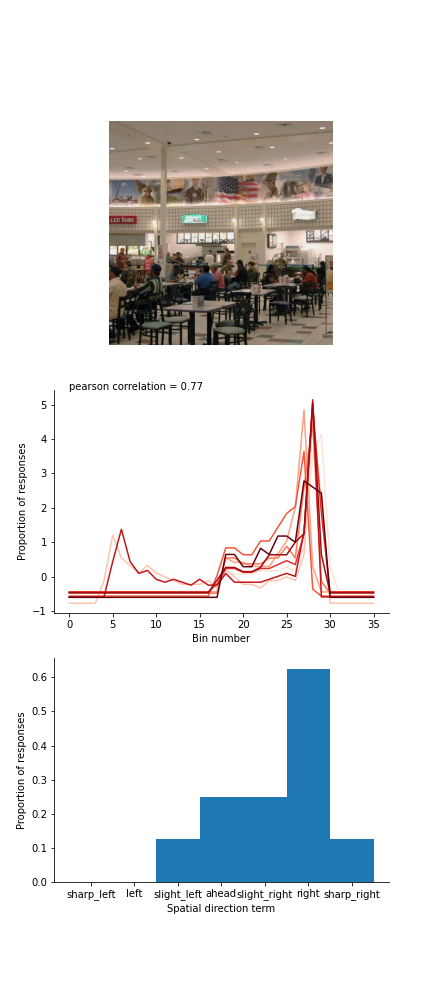 LLED SUBS
pearson correlation = 0.77
Proportion of responses
5
4
3
2
1
0
−1
0 5 10 15 20 25 30 35
Bin number
Proportion of responses
0.6
0.5
0.4
0.3
0.2
0.1
0.0
sharp_left left slight_left ahead slight_right right sharp_right
Spatial direction term